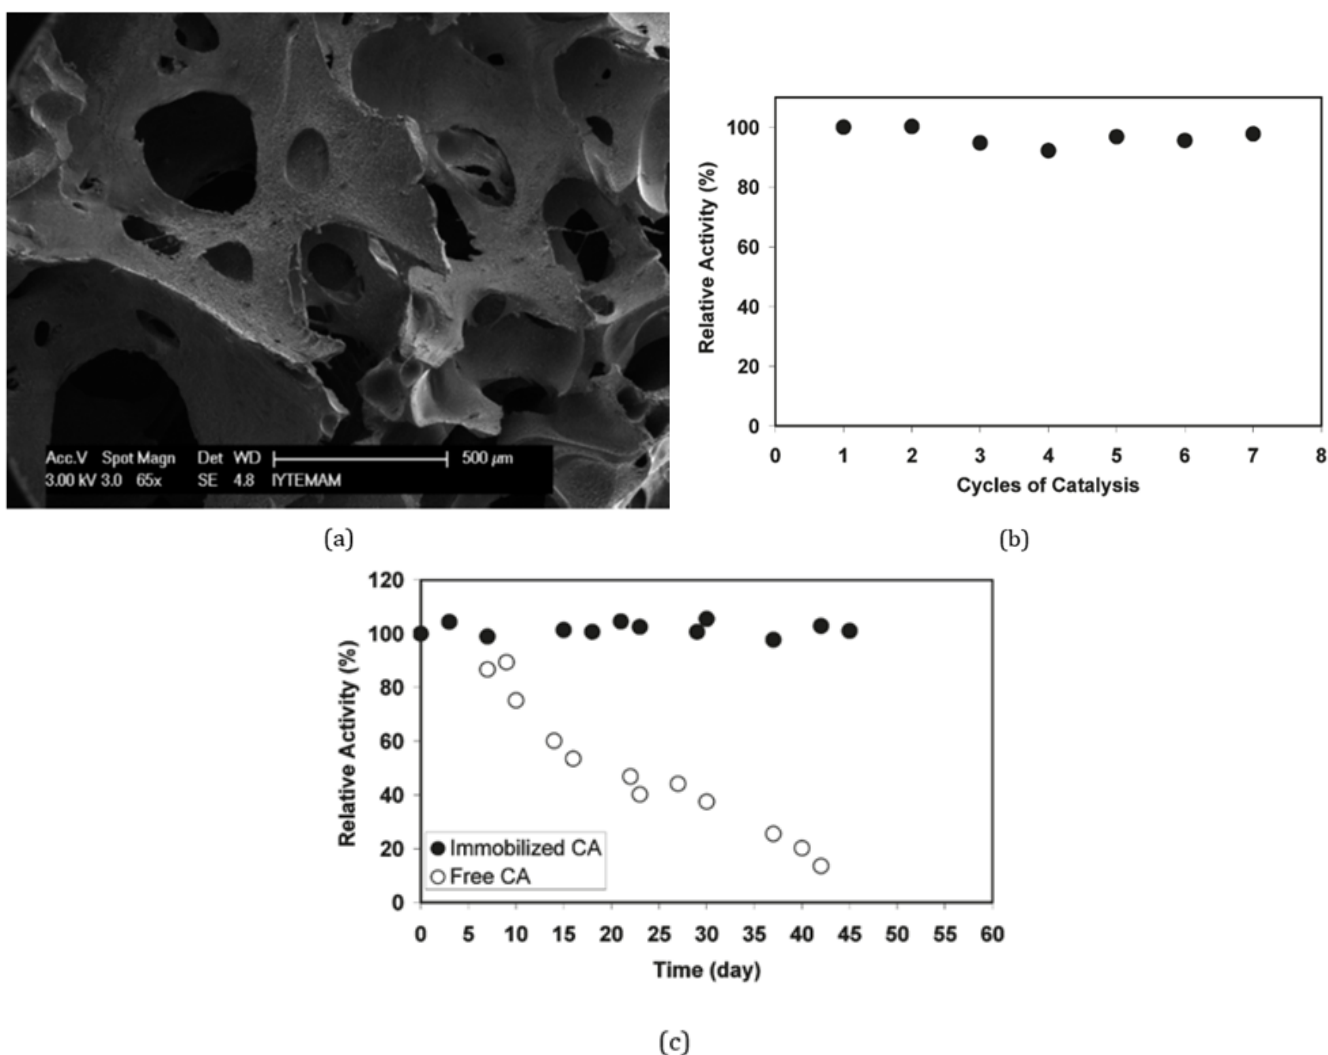 Acc.V Spot Magn Det WD 500 µm
3.00 kV 3.0 65x SE 4.8 IYTEMAM
(a)
Relative Activity (%)
100
80
60
40
20
0
0 1 2 3 4 5 6 7 8
Cycles of Catalysis
(b)
Relative Activity (%)
120
100
80
60
40
20
0
Immobilized CA
Free CA
0 5 10 15 20 25 30 35 40 45 50 55 60
Time (day)
(c)